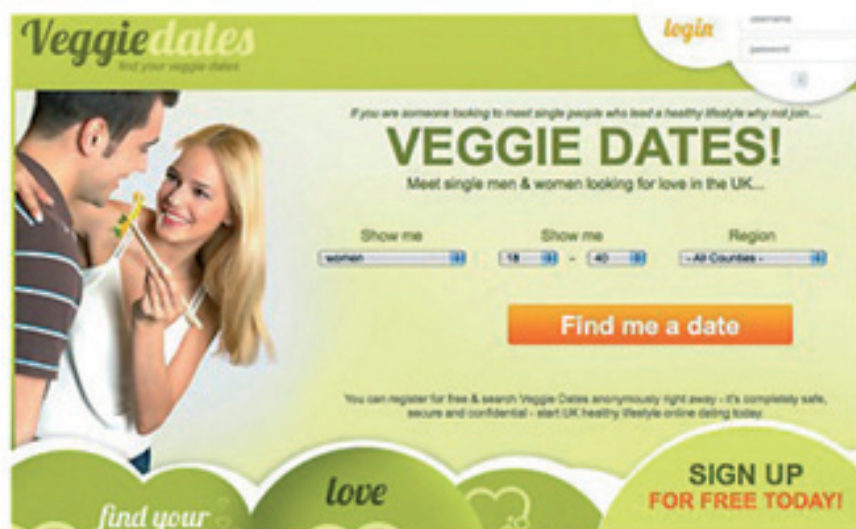 Veggiedates
find your veggie dates
login
username
password
If you are someone looking to meet single people who lead a healthy lifestyle why not join....
VEGGIE DATES!
Meet single men & women looking for love in the UK...
Show me
Show me
Region
women
18
-
40
- All Counties -
Find me a date
You can register for free & search Veggie Dates anonymously right away - it's completely safe,
secure and confidential - start UK healthy lifestyle online dating today.
find your
love
SIGN UP
FOR FREE TODAY!